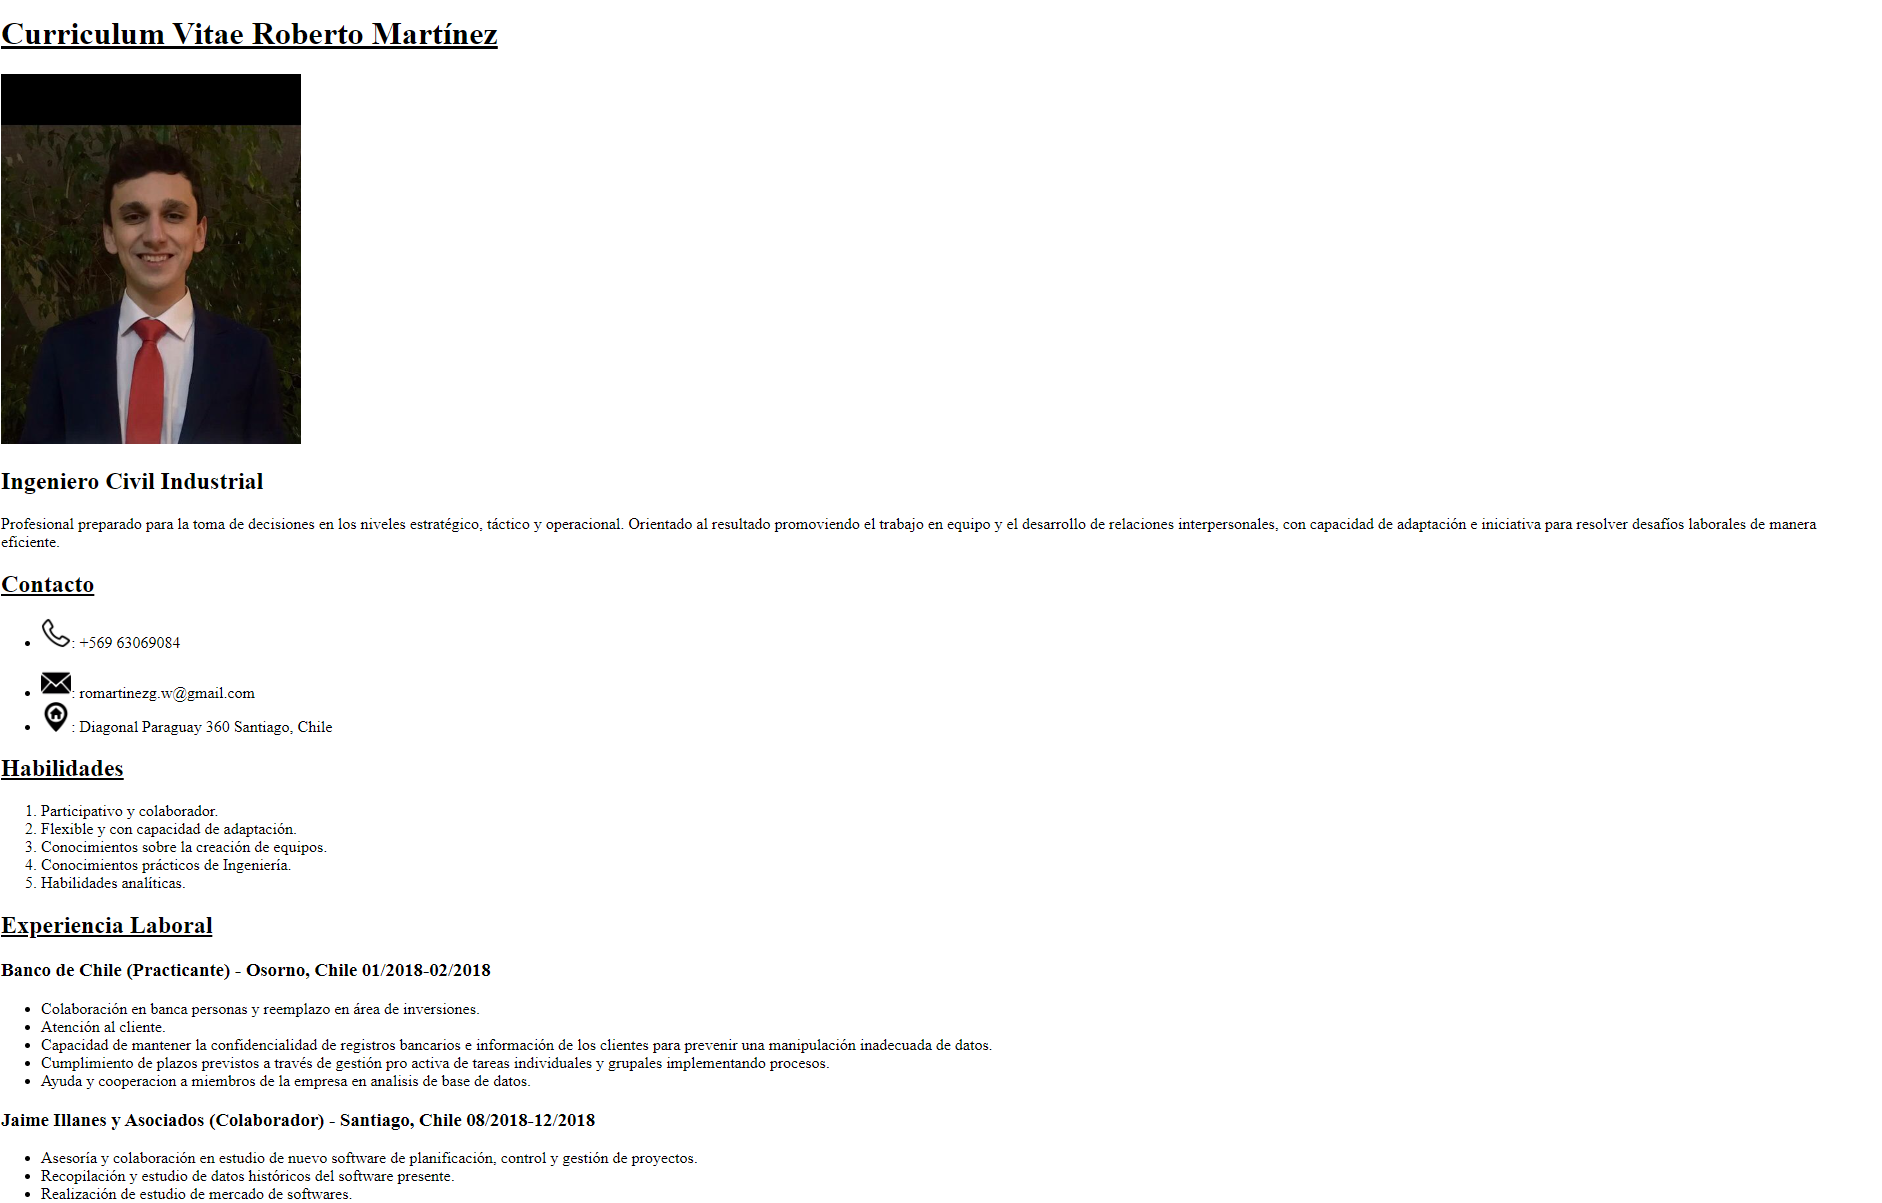 Curriculum Vitae Roberto Martínez
Ingeniero Civil Industrial
Profesional preparado para la toma de decisiones en los niveles estratégico, táctico y operacional. Orientado al resultado promoviendo el trabajo en equipo y el desarrollo de relaciones interpersonales, con capacidad de adaptación e iniciativa para resolver desafíos laborales de manera
eficiente.
Contacto
: +569 63069084
: romartinezg.w@gmail.com
: Diagonal Paraguay 360 Santiago, Chile
Habilidades
1. Participativo y colaborador.
2. Flexible y con capacidad de adaptación.
3. Conocimientos sobre la creación de equipos.
4. Conocimientos prácticos de Ingeniería.
5. Habilidades analíticas.
Experiencia Laboral
Banco de Chile (Practicante) - Osorno, Chile 01/2018-02/2018
• Colaboración en banca personas y reemplazo en área de inversiones.
• Atención al cliente.
• Capacidad de mantener la confidencialidad de registros bancarios e información de los clientes para prevenir una manipulación inadecuada de datos.
• Cumplimiento de plazos previstos a través de gestión pro activa de tareas individuales y grupales implementando procesos.
• Ayuda y cooperacion a miembros de la empresa en analisis de base de datos.
Jaime Illanes y Asociados (Colaborador) - Santiago, Chile 08/2018-12/2018
• Asesoría y colaboración en estudio de nuevo software de planificación, control y gestión de proyectos.
• Recopilación y estudio de datos históricos del software presente.
• Realización de estudio de mercado de softwares.